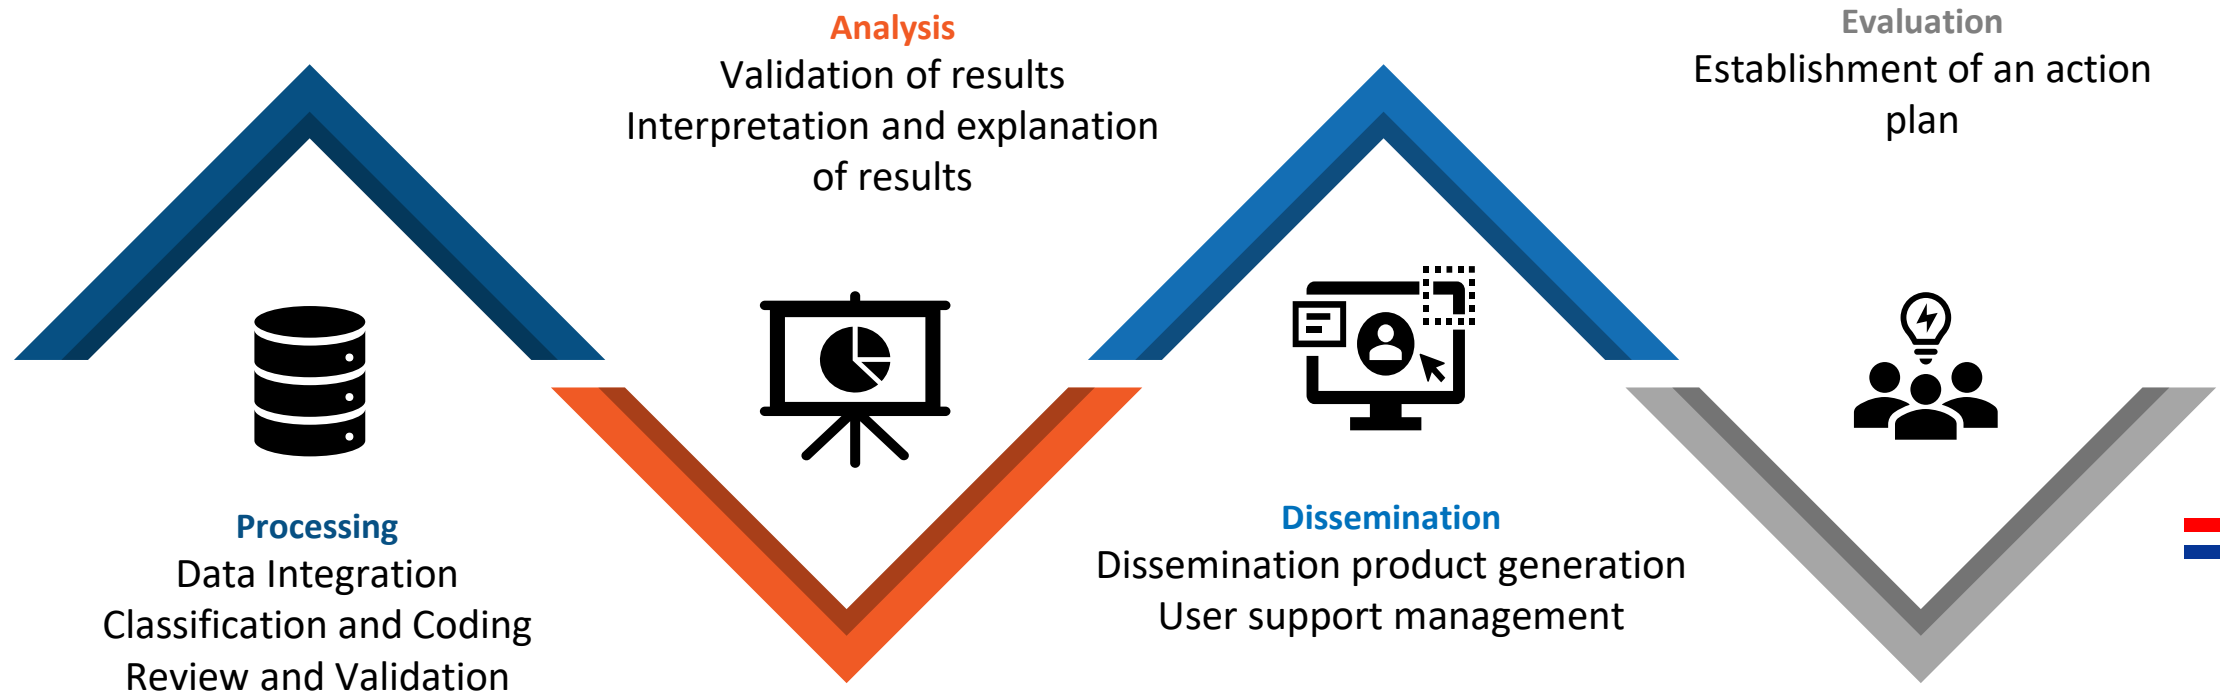 Processing
Data Integration
Classification and Coding
Review and Validation
Analysis
Validation of results
Interpretation and explanation
of results
Dissemination
Dissemination product generation
User support management
Evaluation
Establishment of an action
plan